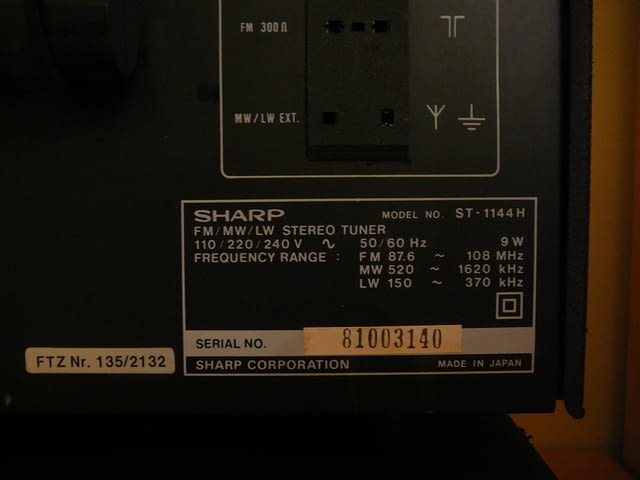 FM 300Ω
MW/LW EXT.
SHARP MODEL NO. ST-1144H
FM/MW/LW STEREO TUNER
110/220/240 V ∿ 50/60 Hz 9 W
FREQUENCY RANGE : FM 87.6 ~ 108 MHz
MW 520 ~ 1620 kHz
LW 150 ~ 370 kHz
SERIAL NO. 81003140
FTZ Nr. 135/2132
SHARP CORPORATION MADE IN JAPAN